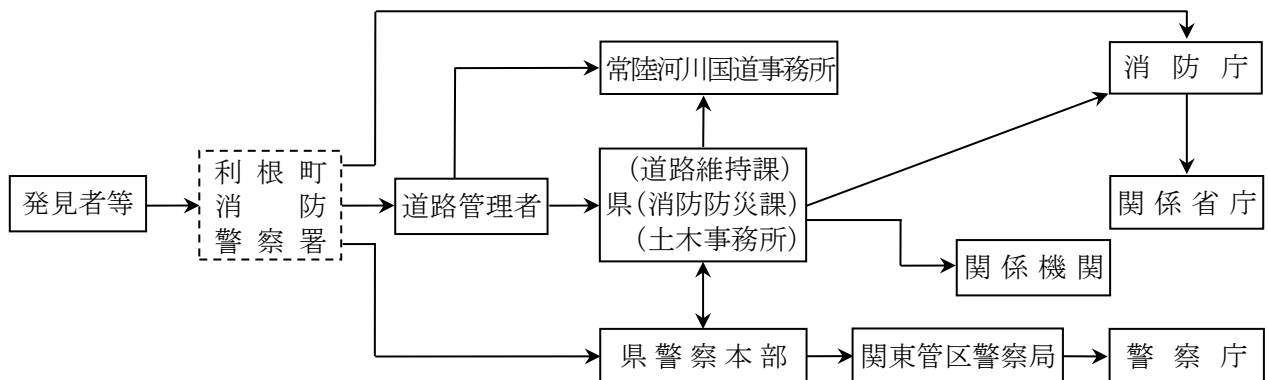 常陸河川国道事務所
消防庁
発見者等
利根町
消防
警察署
道路管理者
(道路維持課)
県(消防防災課)
(土木事務所)
関係省庁
関係機関
県警察本部
関東管区警察局
警察庁